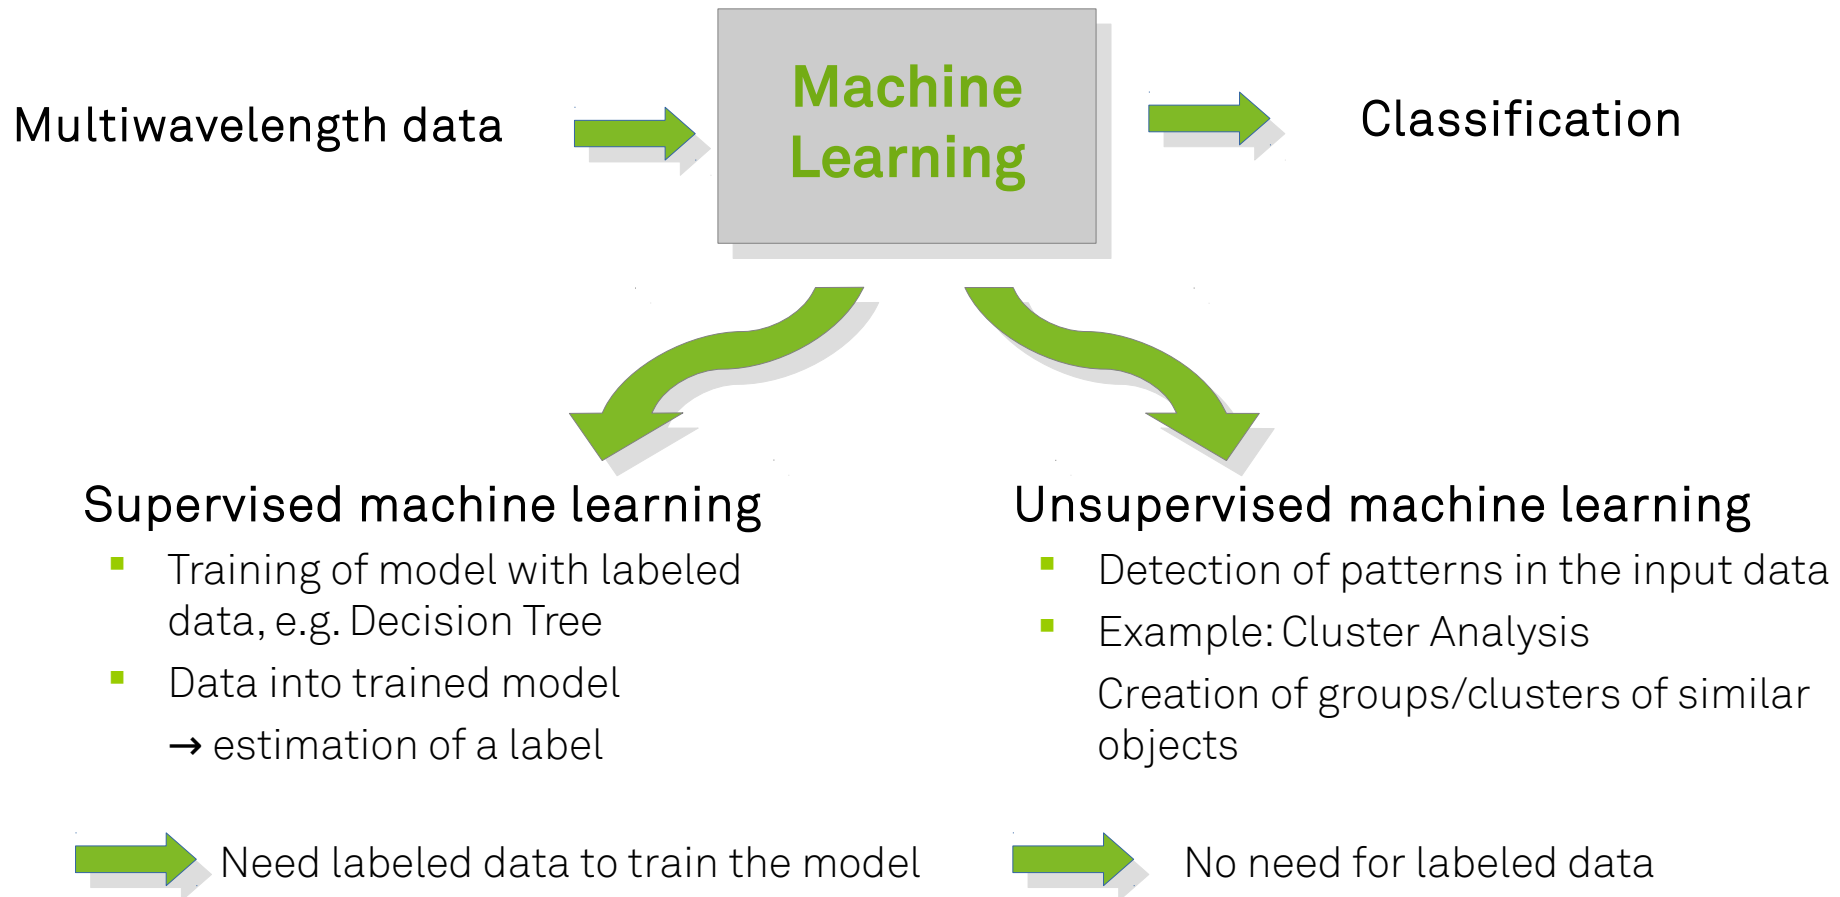 Multiwavelength data
Machine
Learning
Classification
Supervised machine learning
Training of model with labeled
data, e.g. Decision Tree
Data into trained model
→ estimation of a label
Need labeled data to train the model
Unsupervised machine learning
Detection of patterns in the input data
Example: Cluster Analysis
Creation of groups/clusters of similar
objects
No need for labeled data